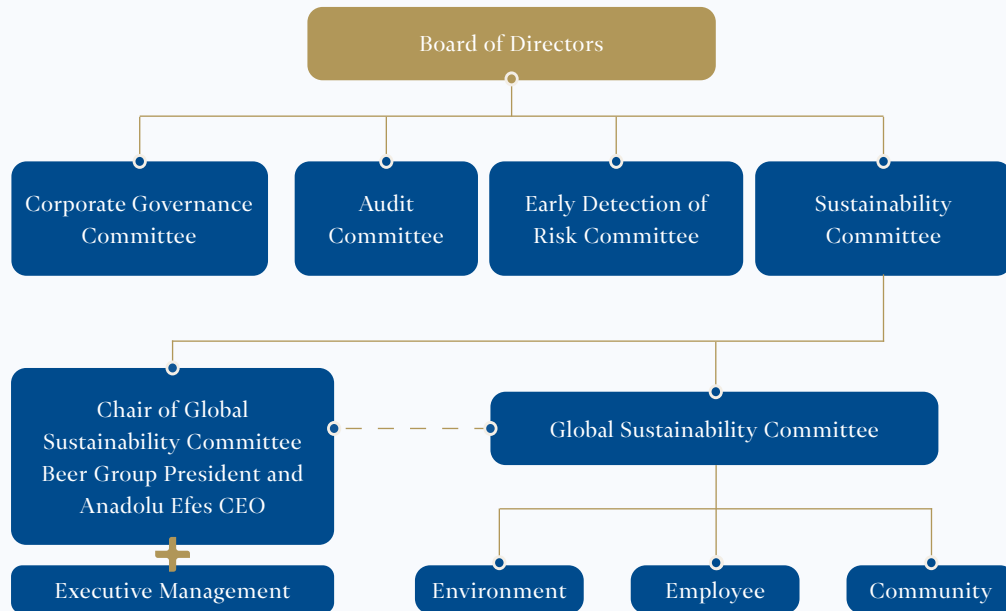 Board of Directors
Corporate Governance
Committee
Audit
Committee
Early Detection of
Risk Committee
Sustainability
Committee
Chair of Global
Sustainability Committee
Beer Group President and
Anadolu Efes CEO
Global Sustainability Committee
Executive Management
Environment
Employee
Community